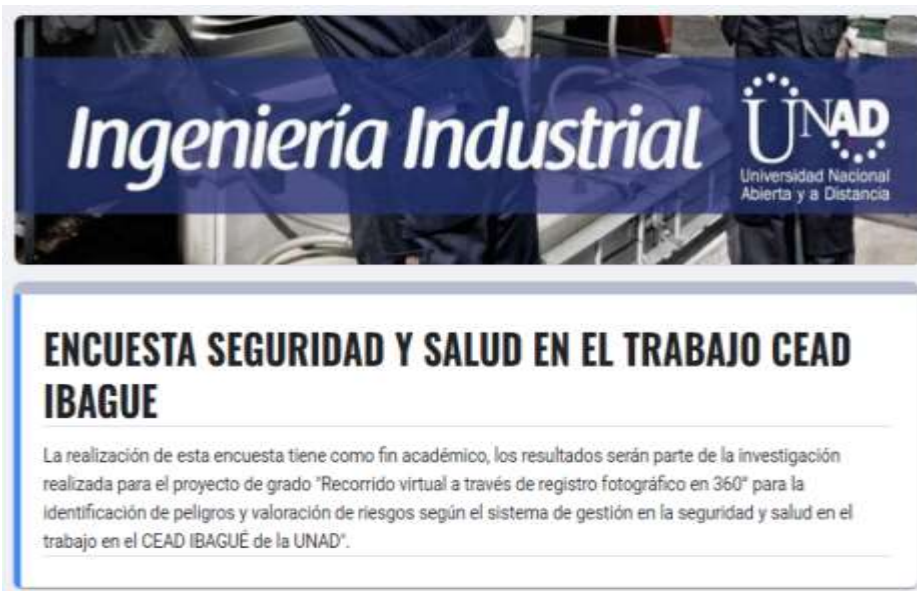 Ingeniería Industrial
UNAD
Universidad Nacional
Abierta y a Distancia
ENCUESTA SEGURIDAD Y SALUD EN EL TRABAJO CEAD
IBAGUE
La realización de esta encuesta tiene como fin académico, los resultados serán parte de la investigación
realizada para el proyecto de grado "Recorrido virtual a través de registro fotográfico en 360° para la
identificación de peligros y valoración de riesgos según el sistema de gestión en la seguridad y salud en el
trabajo en el CEAD IBAGUÉ de la UNAD".